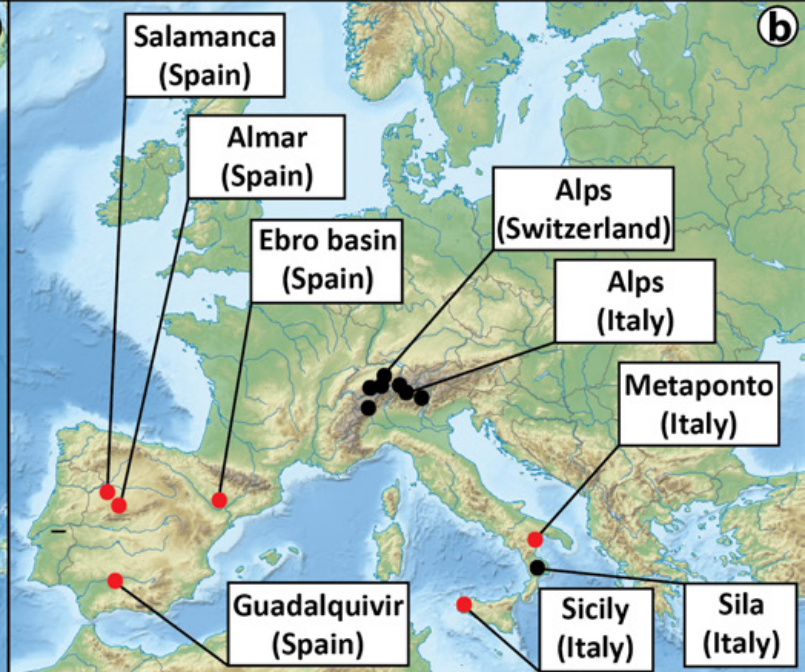 b
Salamanca
(Spain)
Almar
(Spain)
Ebro basin
(Spain)
Alps
(Switzerland)
Alps
(Italy)
Metaponto
(Italy)
Guadalquivir
(Spain)
Sicily
(Italy)
Sila
(Italy)